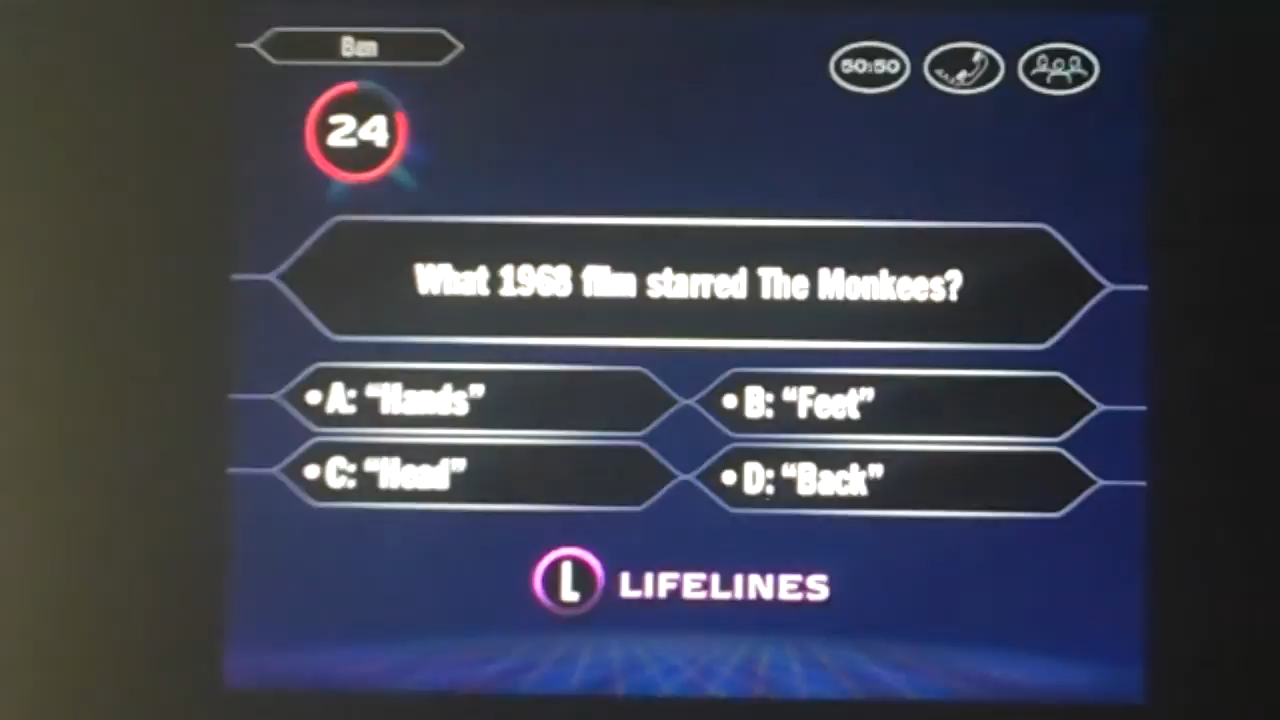 Ben
50:50
24
What 1968 film starred The Monkees?
• A: “Hands”
• B: “Feet”
• C: “Head”
• D: “Back”
L LIFELINES